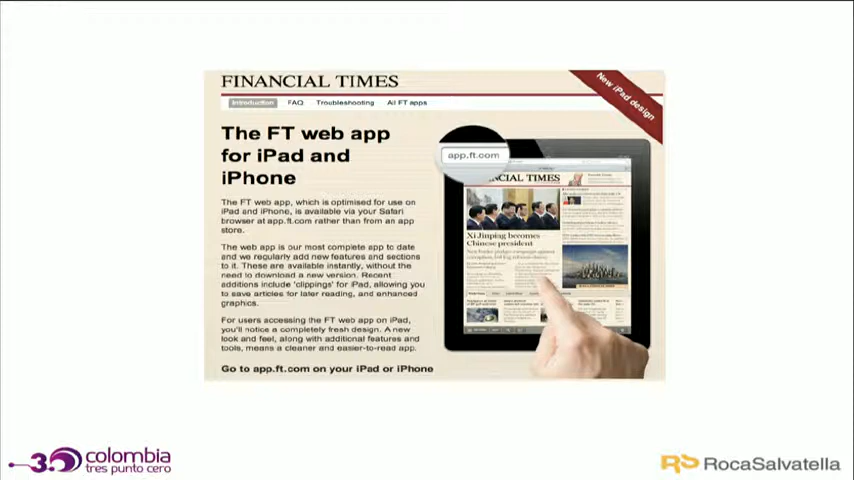 FINANCIAL TIMES
New iPad design
Introduction FAQ Troubleshooting All FT apps
The FT web app
for iPad and
iPhone
app.ft.com
The FT web app, which is optimised for use on
iPad and iPhone, is available via your Safari
browser at app.ft.com rather than from an app
store.
The web app is our most complete app to date
and we regularly add new features and sections
to it. These are available instantly, without the
need to download a new version. Recent
additions include 'clippings' for iPad, allowing you
to save articles for later reading, and enhanced
graphics.
For users accessing the FT web app on iPad,
you'll notice a completely fresh design. A new
look and feel, along with additional features and
tools, means a cleaner and easier-to-read app.
Go to app.ft.com on your iPad or iPhone
NCIAL TIMES
Xi Jinping becomes
Chinese president
3.0 colombia
tres punto cero
RS RocaSalvatella